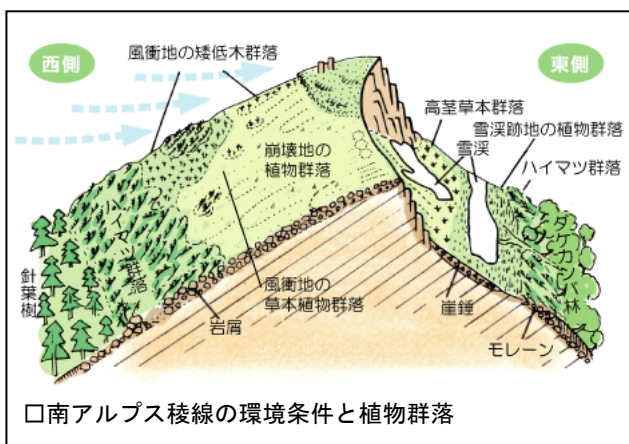 西側
風衝地の矮低木群落
東側
高茎草本群落
雪渓跡地の植物群落
雪渓
ハイマツ群落
崩壊地の
植物群落
ハイマツ群落
ダケカンバ林
針葉樹
風衝地の
草本植物群落
岩屑
崖錐
モレーン
□南アルプス稜線の環境条件と植物群落